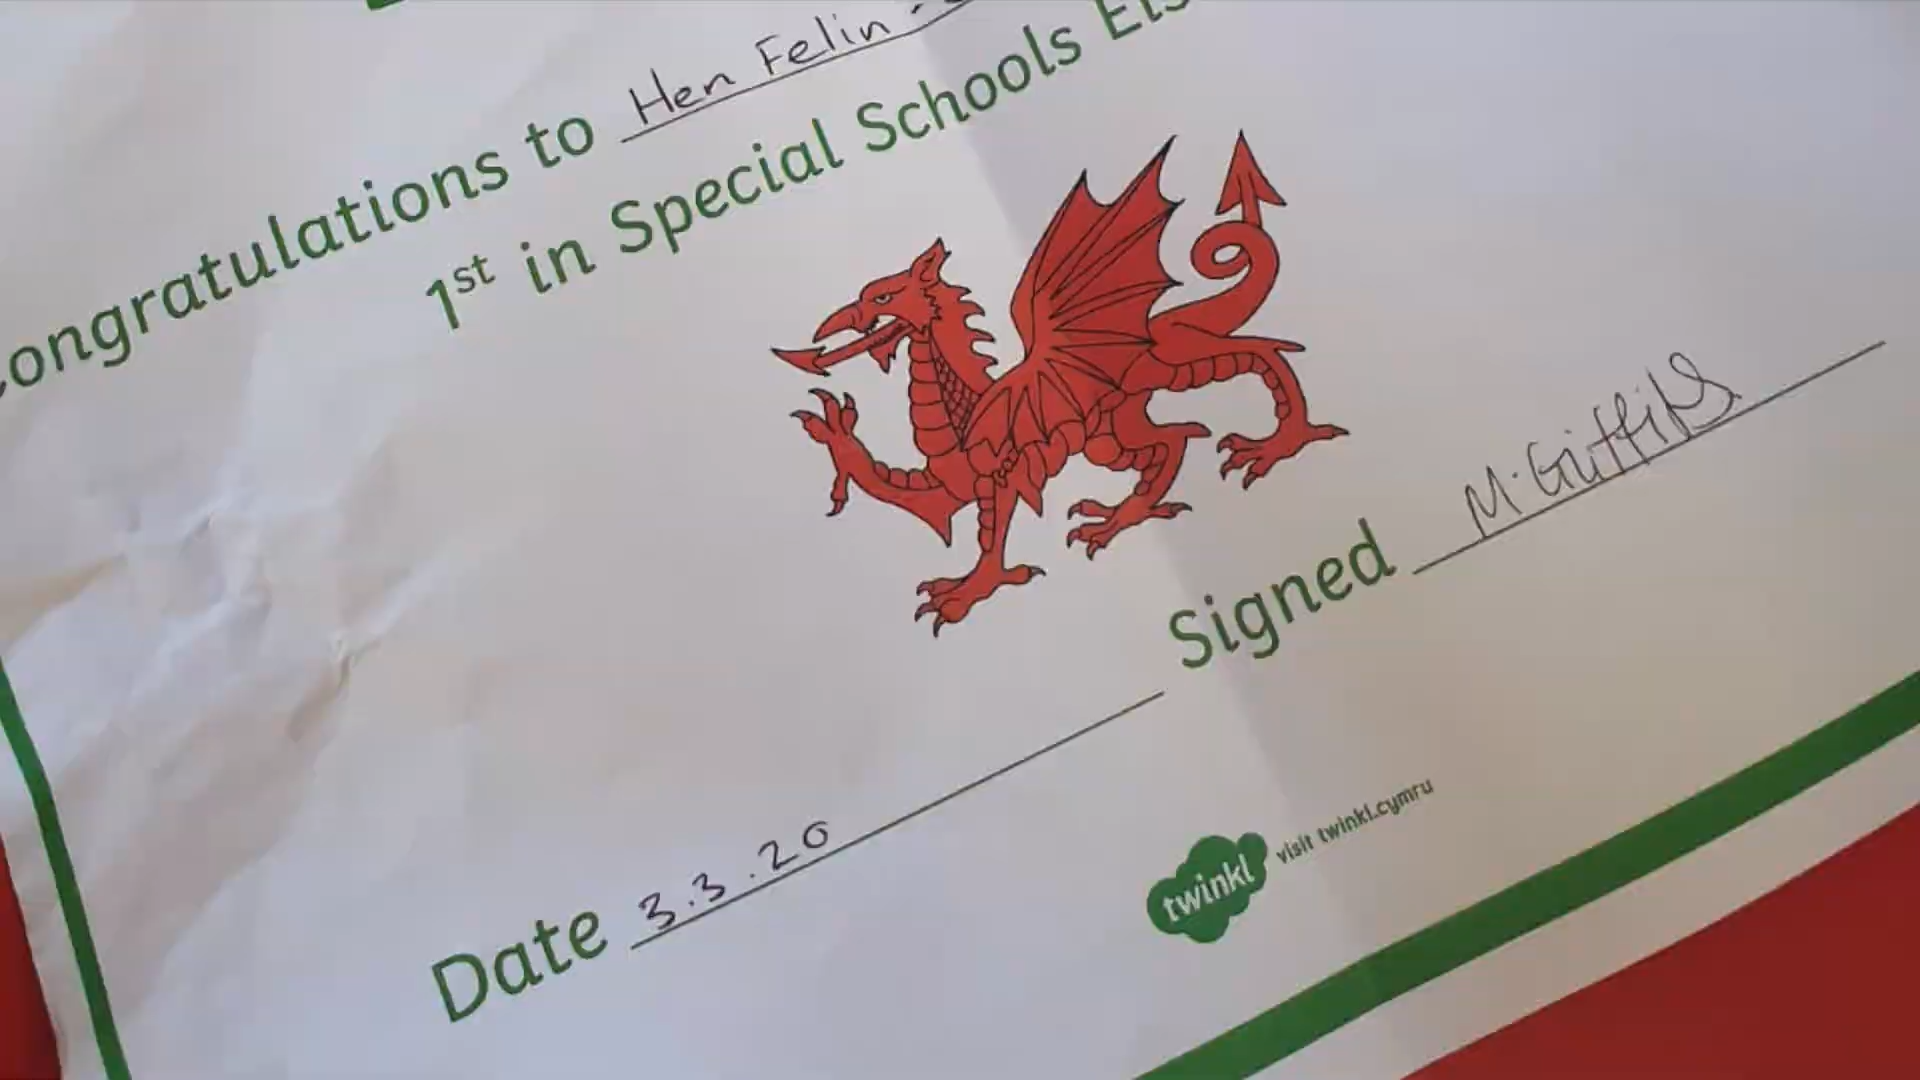 Congratulations to Hen Felin -
1st in Special Schools
Signed M. Griffiths
Date 3.3.20
twinkl visit twinkl.cymru